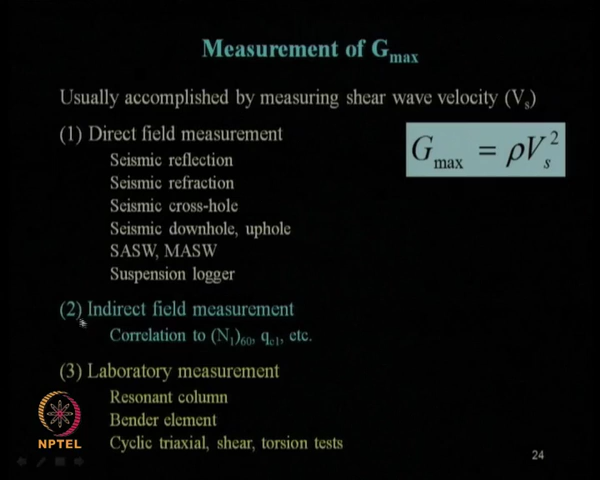 Measurement of Gmax
Usually accomplished by measuring shear wave velocity (Vs)
(1) Direct field measurement
Gmax = ρVs²
Seismic reflection
Seismic refraction
Seismic cross-hole
Seismic downhole, uphole
SASW, MASW
Suspension logger
(2) Indirect field measurement
Correlation to (N1)60, qc1, etc.
(3) Laboratory measurement
Resonant column
Bender element
Cyclic triaxial, shear, torsion tests
NPTEL
24